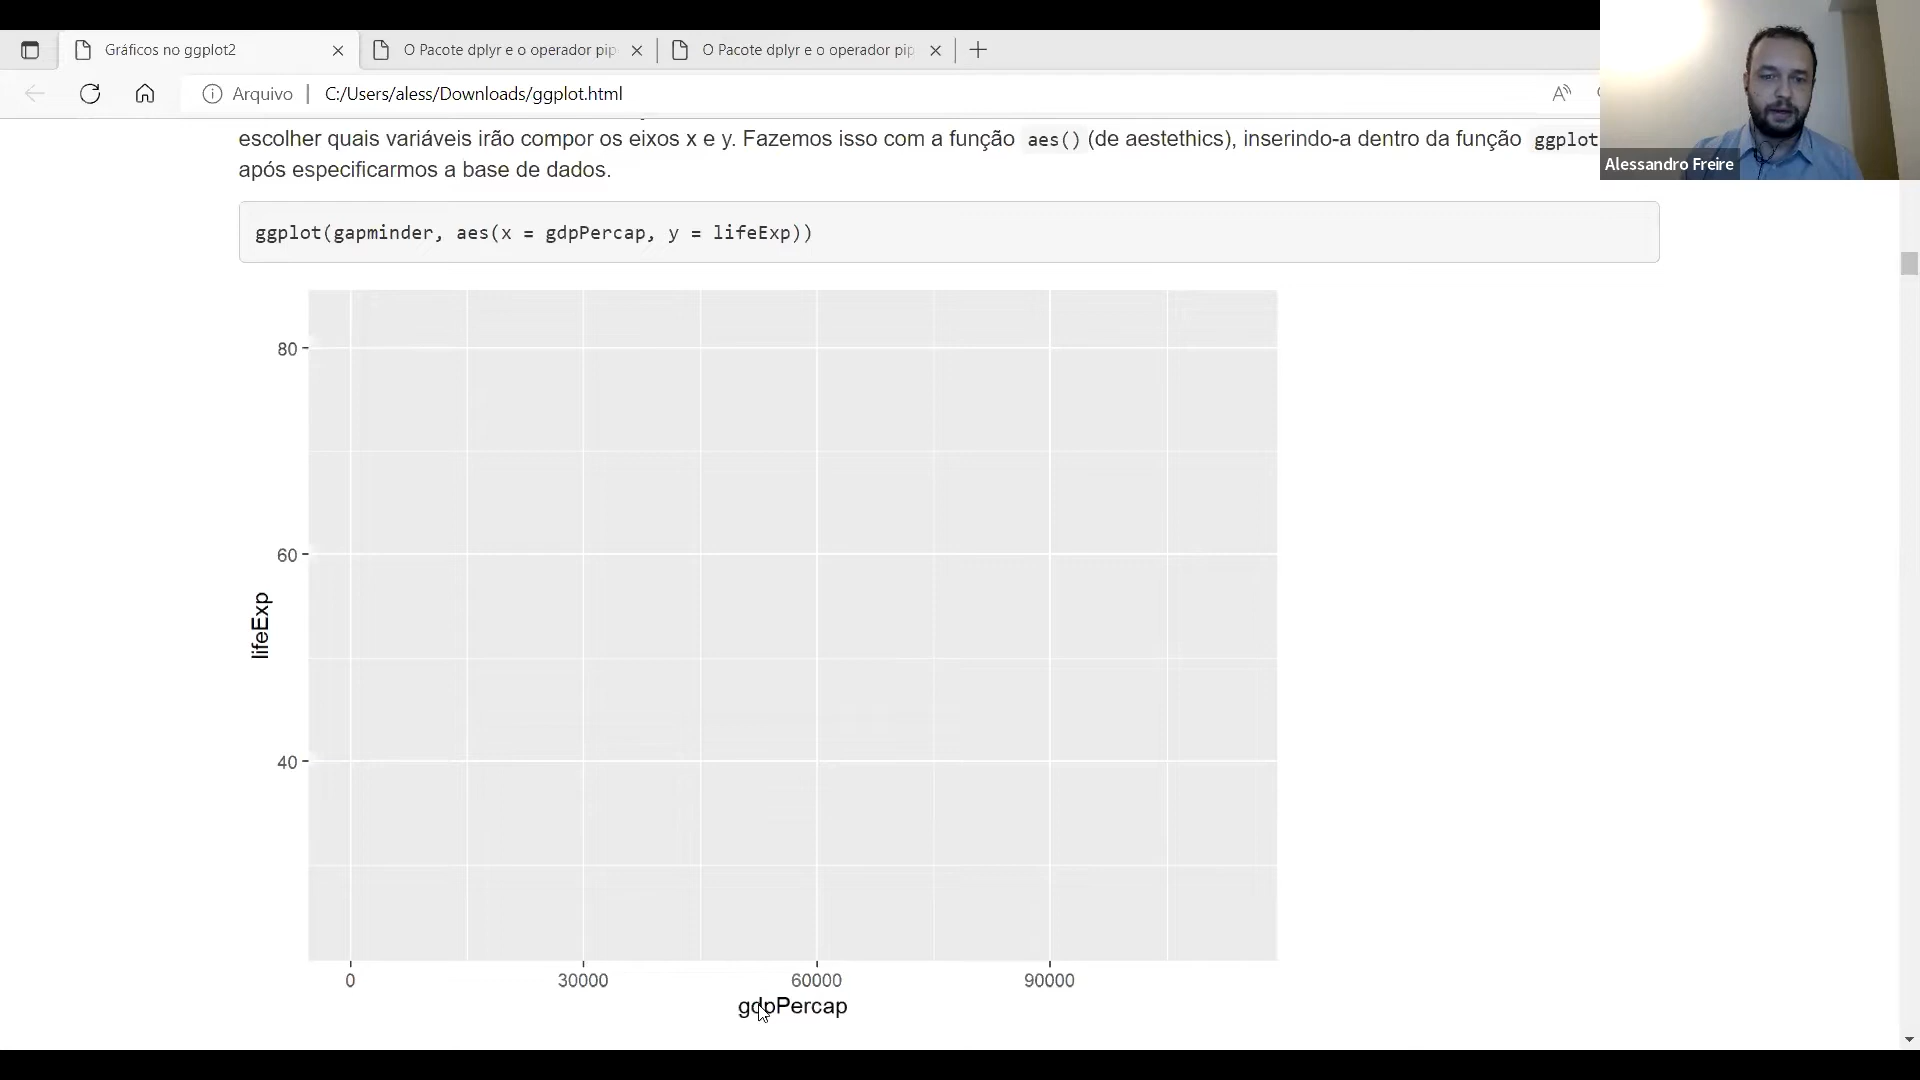 Gráficos no ggplot2
O Pacote dplyr e o operador pip
O Pacote dplyr e o operador pip
Arquivo
C:/Users/aless/Downloads/ggplot.html
Alessandro Freire
escolher quais variáveis irão compor os eixos x e y. Fazemos isso com a função aes() (de aestethics), inserindo-a dentro da função ggplot
após especificarmos a base de dados.
ggplot(gapminder, aes(x = gdpPercap, y = lifeExp))
80
60
40
lifeExp
0 30000 60000 90000
gdpPercap